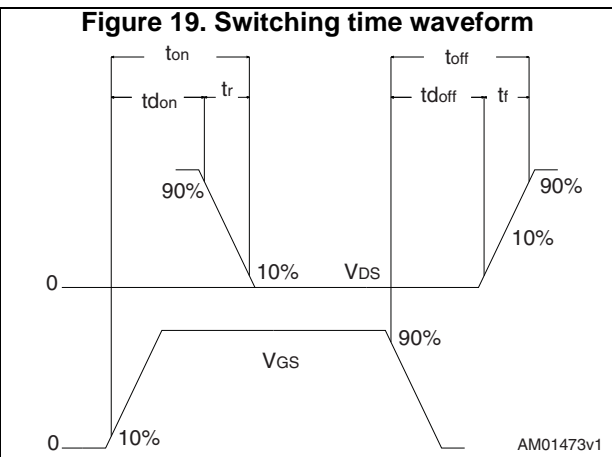 Figure 19. Switching time waveform
ton
toff
tdon
tr
tdoff
tf
90%
90%
10%
10%
VDS
0
90%
VGS
0
10%
AM01473v1